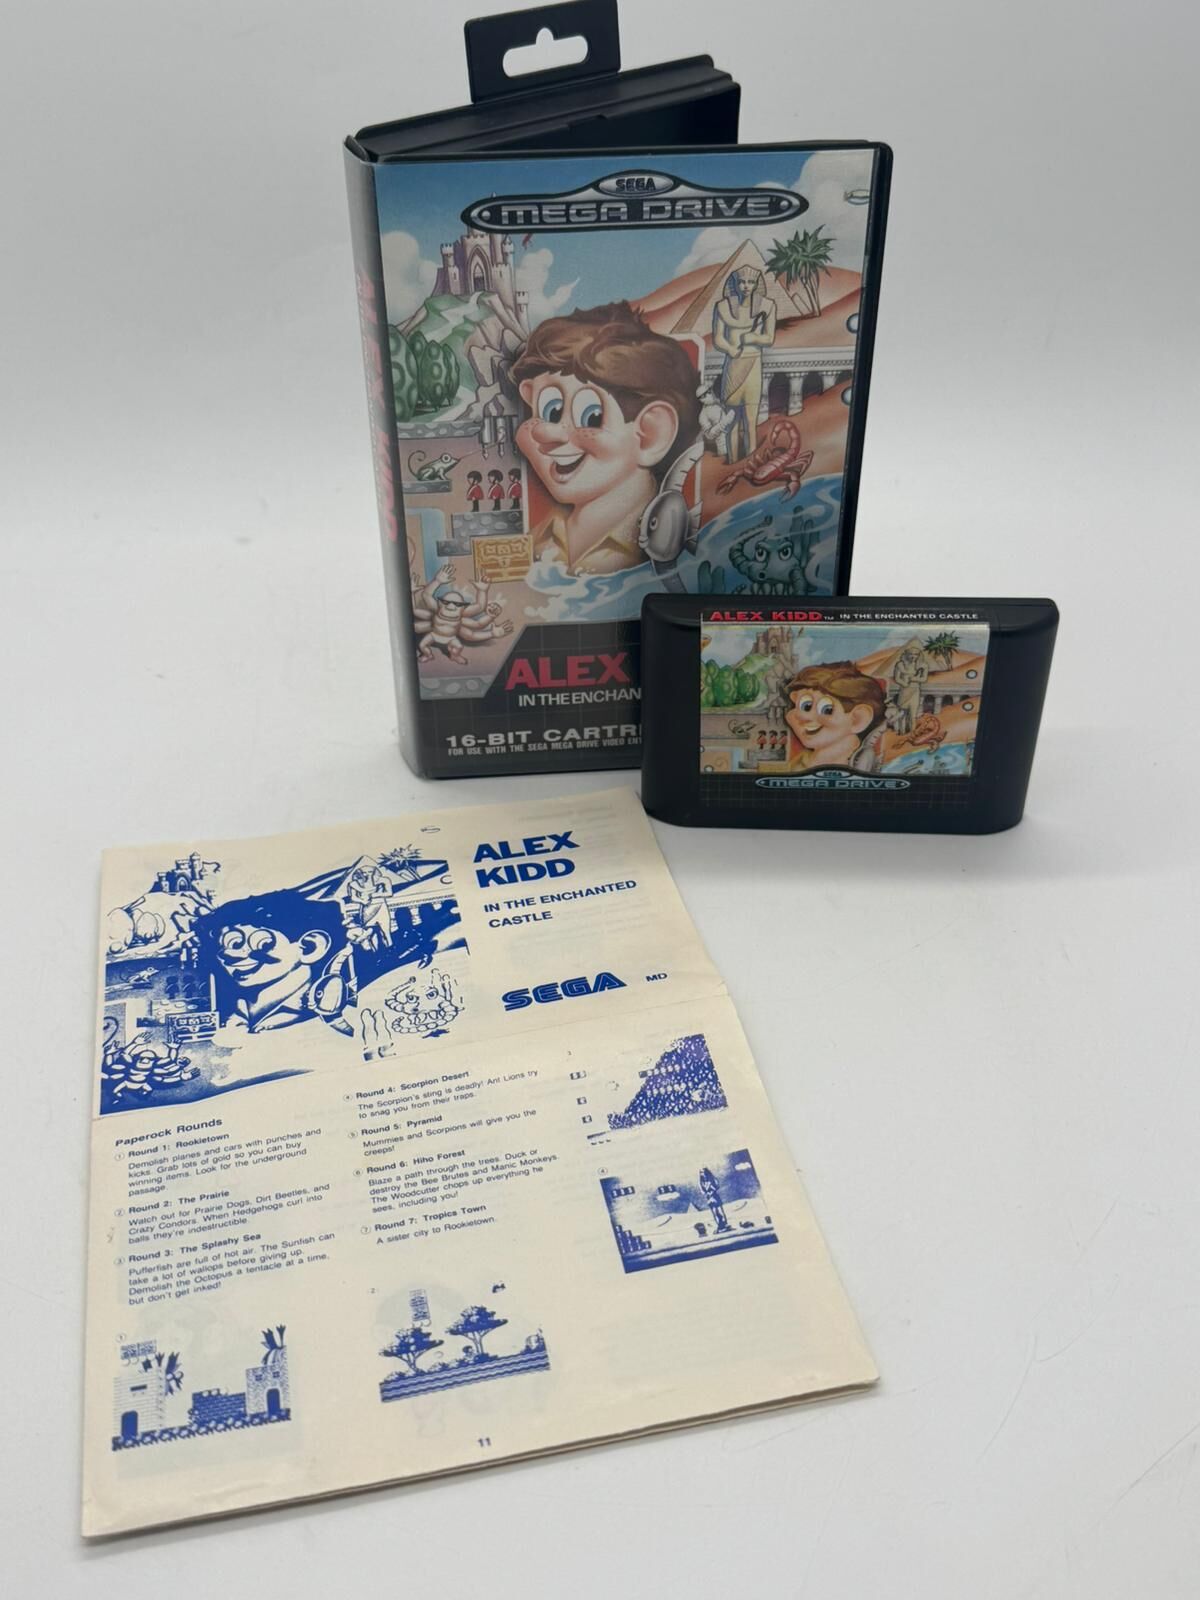 SEGA
MEGA DRIVE
ALEX KIDD
ALEX
IN THE ENCHAN
16-BIT CARTRI
FOR USE WITH THE SEGA MEGA DRIVE VIDEO ENT
ALEX KIDD™ IN THE ENCHANTED CASTLE
SEGA
MEGA DRIVE
ALEX
KIDD
IN THE ENCHANTED
CASTLE
SEGA MD
Paperock Rounds
① Round 1: Rookietown
Demolish planes and cars with punches and
kicks. Grab lots of gold so you can buy
winning items. Look for the underground
passage
② Round 2: The Prairie
Watch out for Prairie Dogs, Dirt Beetles, and
Crazy Condors. When Hedgehogs curl into
balls they're indestructible.
③ Round 3: The Splashy Sea
Pufferfish are full of hot air. The Sunfish can
take a lot of wallops before giving up.
Demolish the Octopus a tentacle at a time,
but don't get inked!
④ Round 4: Scorpion Desert
The Scorpion's sting is deadly! Ant Lions try
to snag you from their traps.
⑤ Round 5: Pyramid
Mummies and Scorpions will give you the
creeps!
⑥ Round 6: Hiho Forest
Blaze a path through the trees. Duck or
destroy the Bee Brutes and Manic Monkeys.
The Woodcutter chops up everything he
sees, including you!
⑦ Round 7: Tropics Town
A sister city to Rookietown.
①
2
3
④
11